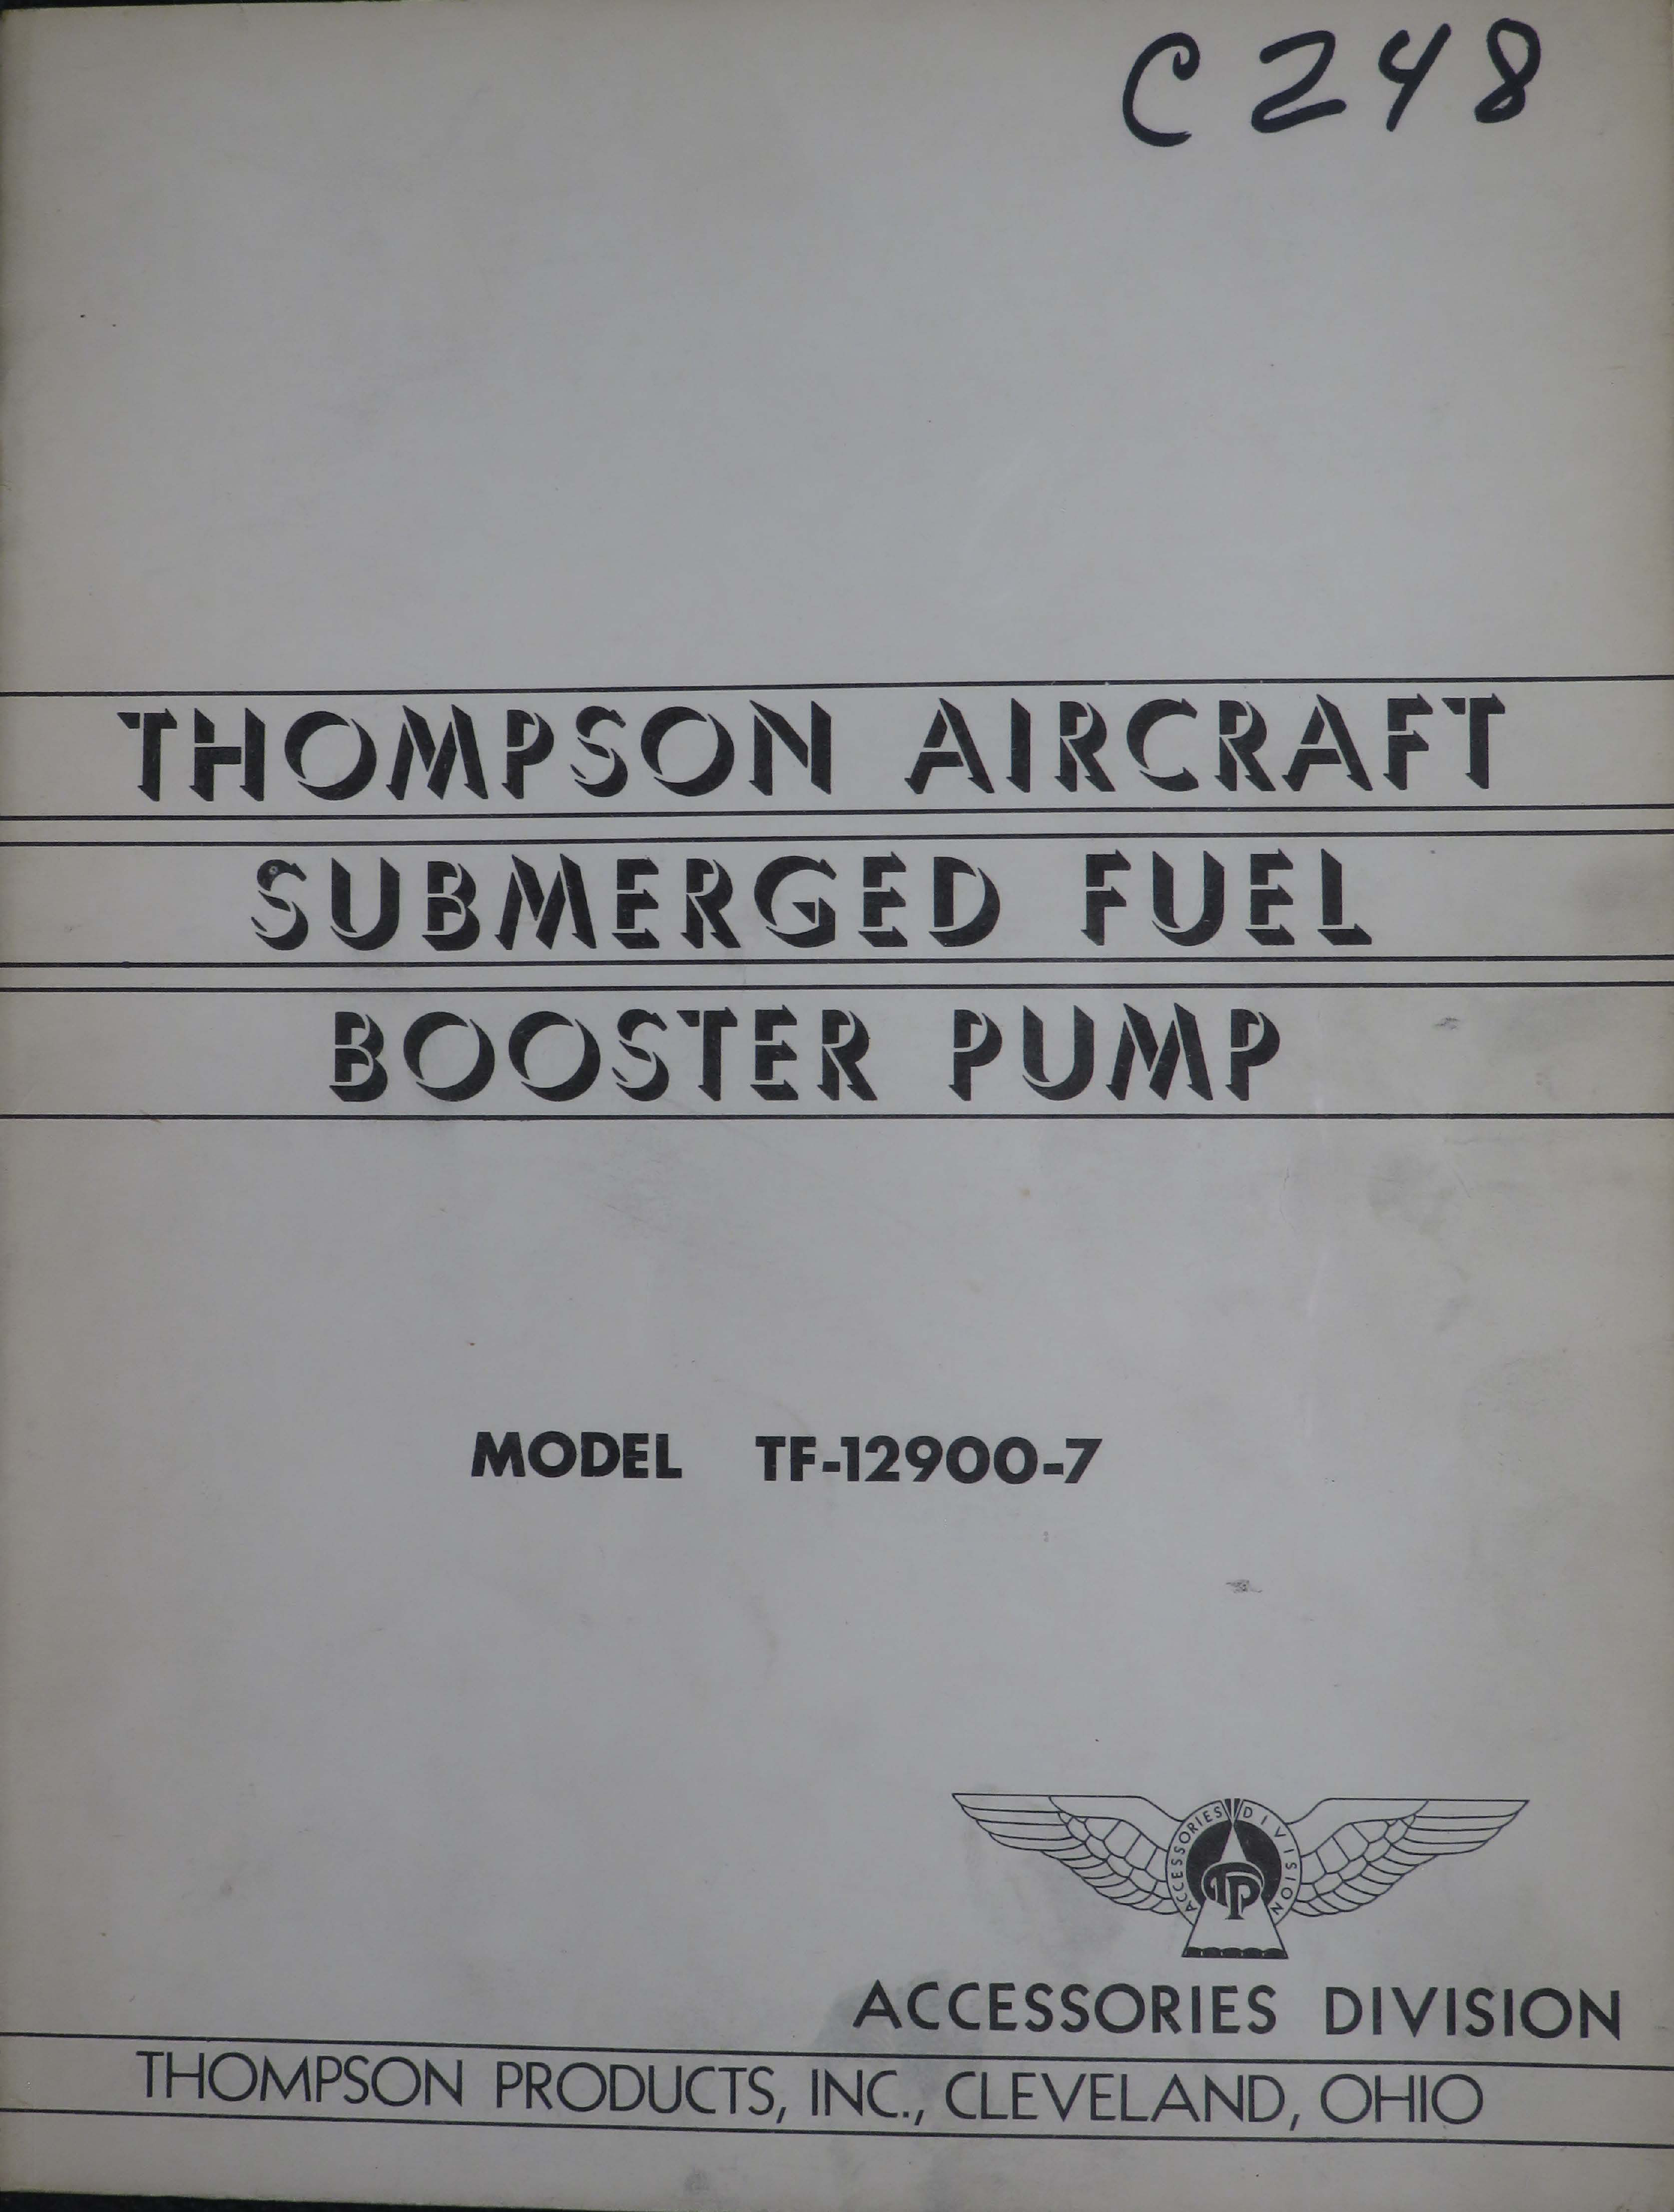 C248
THOMPSON AIRCRAFT
SUBMERGED FUEL
BOOSTER PUMP
MODEL TF-12900-7
ACCESSORIES DIVISION
TP
ACCESSORIES DIVISION
THOMPSON PRODUCTS, INC., CLEVELAND, OHIO